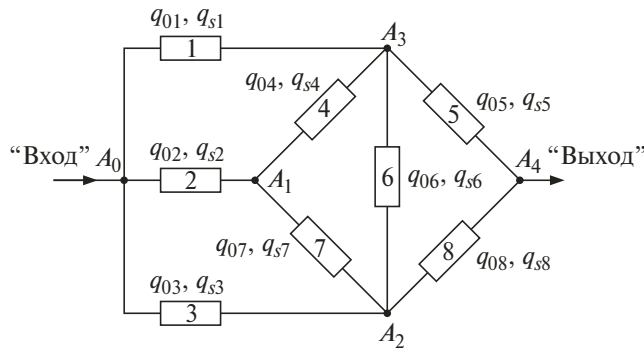 q₀₁, qₛ₁
1
A₃
q₀₄, qₛ₄
4
5
q₀₅, qₛ₅
“Вход”
A₀
q₀₂, qₛ₂
2
A₁
6
q₀₆, qₛ₆
A₄
“Выход”
q₀₇, qₛ₇
7
8
q₀₈, qₛ₈
q₀₃, qₛ₃
3
A₂